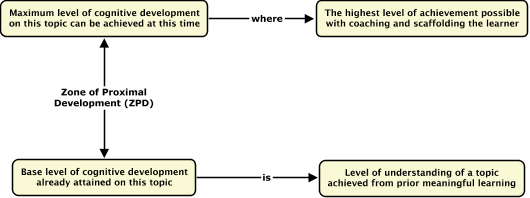 Maximum level of cognitive development
on this topic can be achieved at this time
where
The highest level of achievement possible
with coaching and scaffolding the learner
Zone of Proximal
Development (ZPD)
Base level of cognitive development
already attained on this topic
is
Level of understanding of a topic
achieved from prior meaningful learning